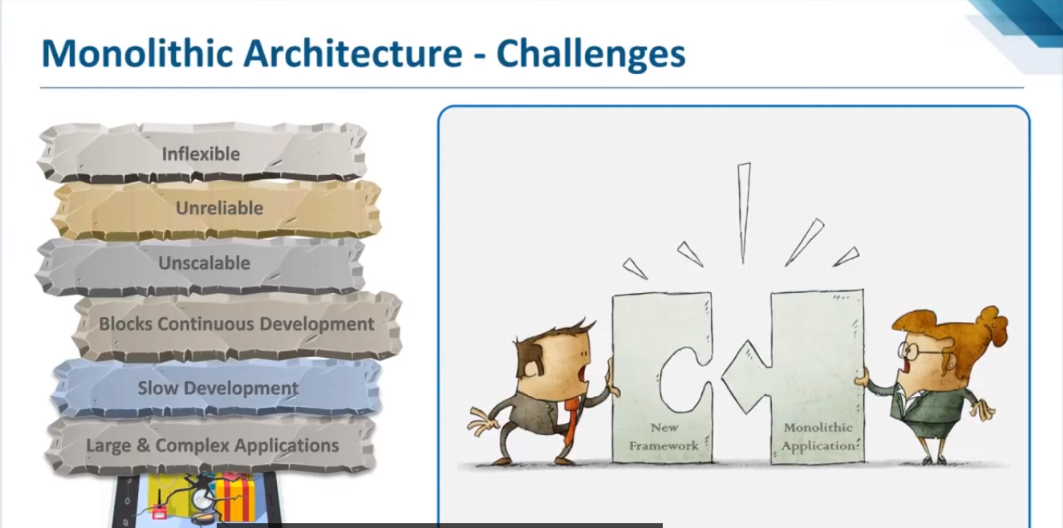 Monolithic Architecture - Challenges
Inflexible
Unreliable
Unscalable
Blocks Continuous Development
Slow Development
Large & Complex Applications
New
Framework
Monolithic
Application